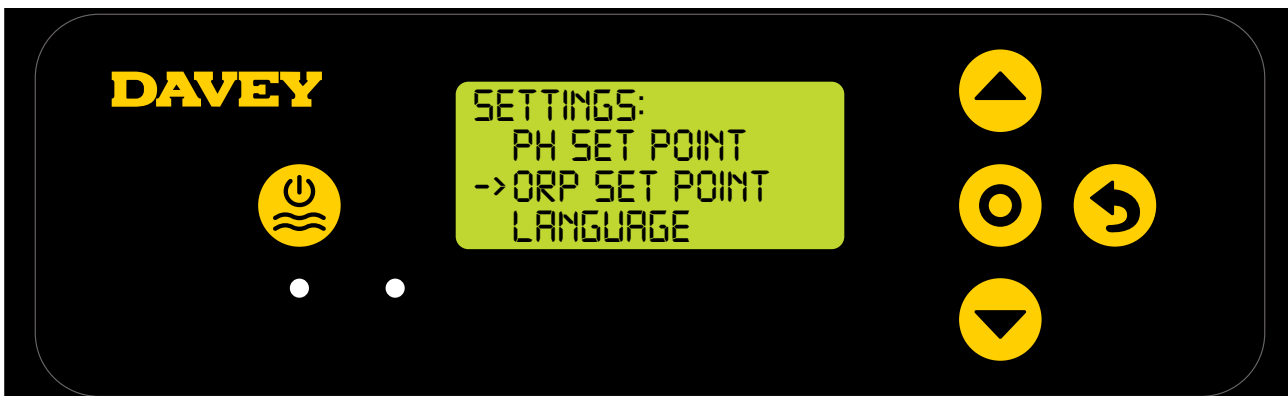 DAVEY
SETTINGS:
PH SET POINT
->ORP SET POINT
LANGUAGE